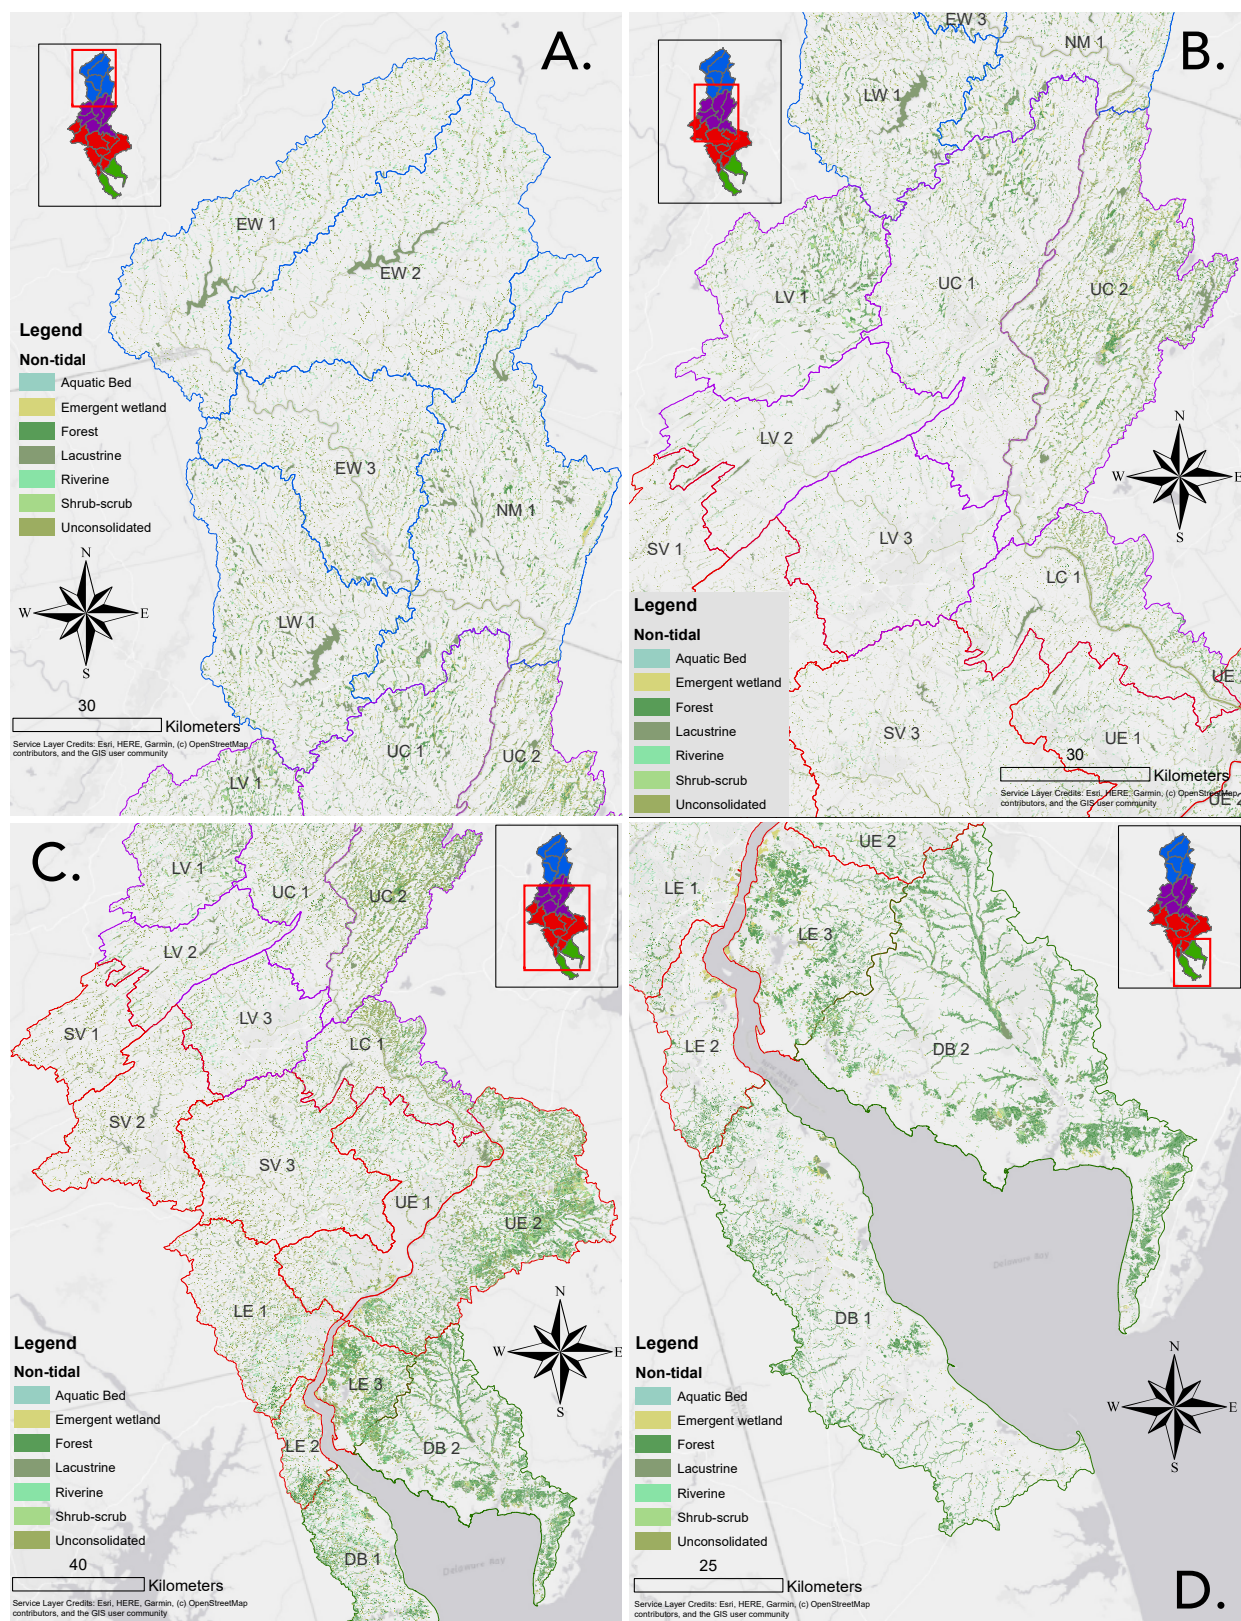 A.
EW 1
EW 2
EW 3
NM 1
LW 1
UC 1
UC 2
LV 1
Legend
Non-tidal
Aquatic Bed
Emergent wetland
Forest
Lacustrine
Riverine
Shrub-scrub
Unconsolidated
N
W E
S
30
Kilometers
Service Layer Credits: Esri, HERE, Garmin, (c) OpenStreetMap
contributors, and the GIS user community
B.
EW 3
NM 1
LW 1
LV 1
UC 1
UC 2
LV 2
SV 1
LV 3
LC 1
UE
SV 3
UE 1
UE 2
Legend
Non-tidal
Aquatic Bed
Emergent wetland
Forest
Lacustrine
Riverine
Shrub-scrub
Unconsolidated
N
W E
S
30
Kilometers
Service Layer Credits: Esri, HERE, Garmin, (c) OpenStreetMap
contributors, and the GIS user community
C.
LV 1
UC 1
UC 2
LV 2
SV 1
LV 3
LC 1
SV 2
SV 3
UE 1
UE 2
LE 1
LE 3
LE 2
DB 2
DB 1
Delaware Bay
Legend
Non-tidal
Aquatic Bed
Emergent wetland
Forest
Lacustrine
Riverine
Shrub-scrub
Unconsolidated
N
W E
S
40
Kilometers
Service Layer Credits: Esri, HERE, Garmin, (c) OpenStreetMap
contributors, and the GIS user community
UE 2
LE 1
LE 3
LE 2
DB 2
DB 1
Delaware Bay
Legend
Non-tidal
Aquatic Bed
Emergent wetland
Forest
Lacustrine
Riverine
Shrub-scrub
Unconsolidated
N
W E
S
25
Kilometers
Service Layer Credits: Esri, HERE, Garmin, (c) OpenStreetMap
contributors, and the GIS user community
D.